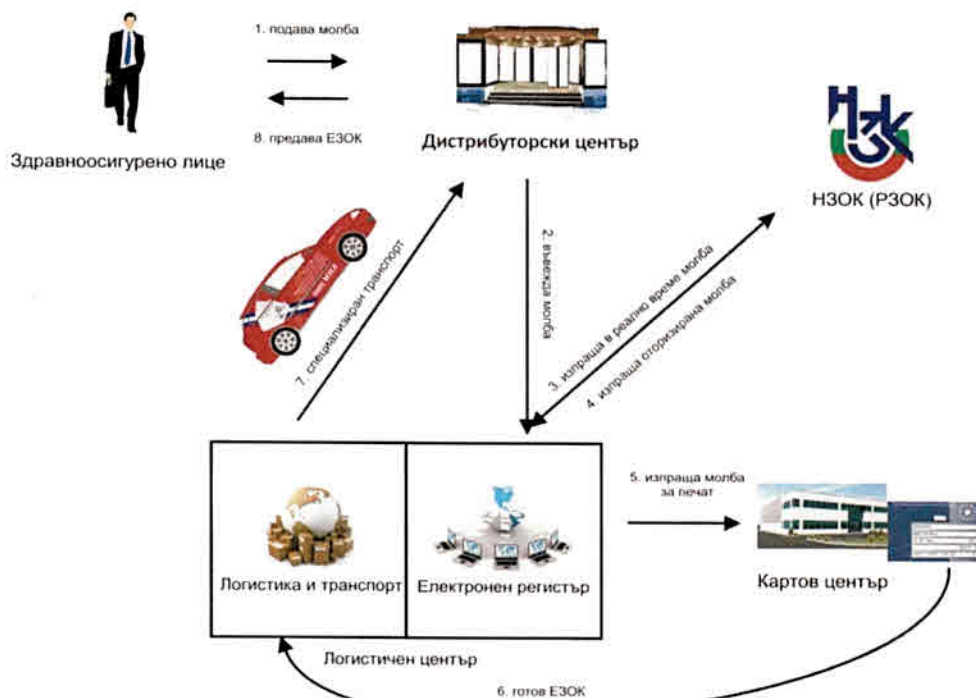 1. подава молба
8. предава ЕЗОК
Здравноосигурено лице
Дистрибуторски център
НЗОК
НЗОК (РЗОК)
7. специализиран транспорт
2. въвежда молба
3. изпраща в реално време молба
4. изпраща оторизирана молба
5. изпраща молба
за печат
Логистика и транспорт
Електронен регистър
Картов център
Логистичен център
6. готов ЕЗОК